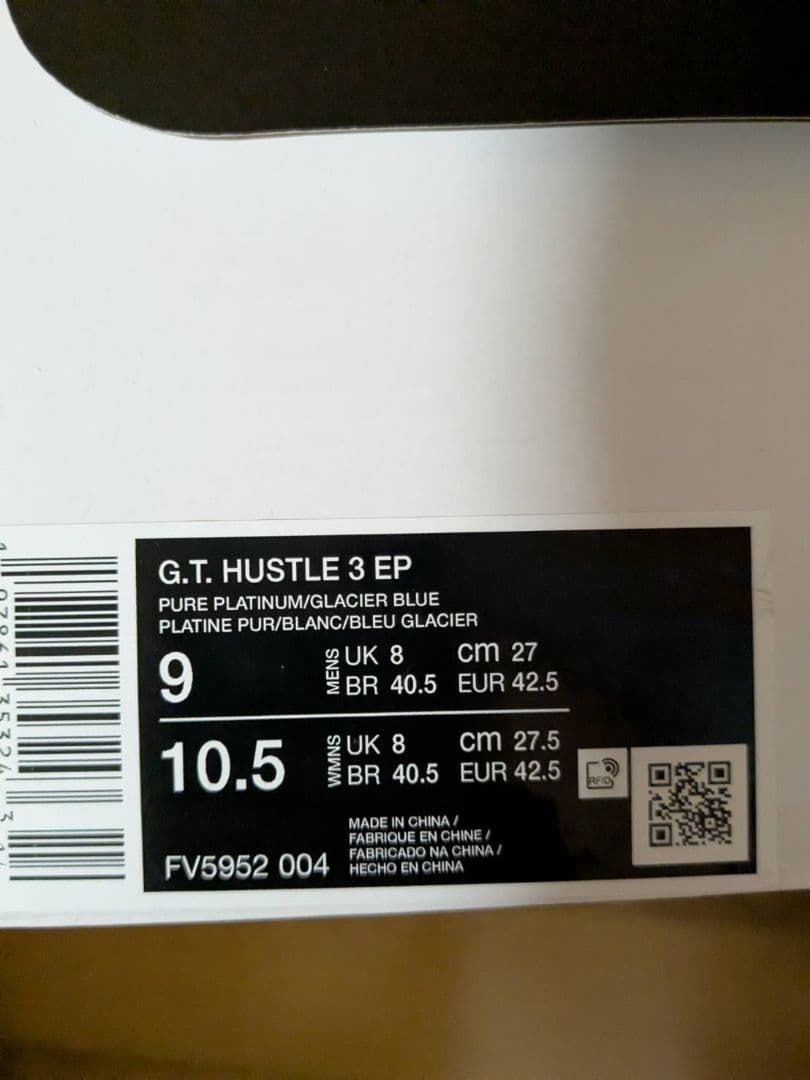 G.T. HUSTLE 3 EP
PURE PLATINUM/GLACIER BLUE
PLATINE PUR/BLANC/BLEU GLACIER
9 MENS UK 8 cm 27
BR 40.5 EUR 42.5
10.5 WMNS UK 8 cm 27.5
BR 40.5 EUR 42.5
RFID
MADE IN CHINA /
FABRIQUE EN CHINE /
FABRICADO NA CHINA /
HECHO EN CHINA
FV5952 004